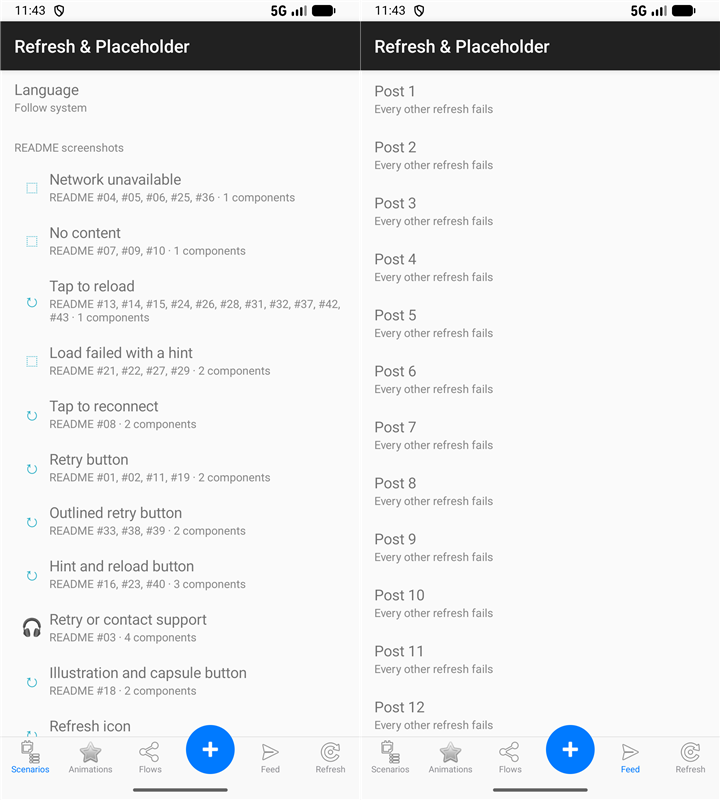 11:43
5G
Refresh & Placeholder
Language
Follow system
README screenshots
Network unavailable
README #04, #05, #06, #25, #36 · 1 components
No content
README #07, #09, #10 · 1 components
Tap to reload
README #13, #14, #15, #24, #26, #28, #31, #32, #37, #42,
#43 · 1 components
Load failed with a hint
README #21, #22, #27, #29 · 2 components
Tap to reconnect
README #08 · 2 components
Retry button
README #01, #02, #11, #19 · 2 components
Outlined retry button
README #33, #38, #39 · 2 components
Hint and reload button
README #16, #23, #40 · 3 components
Retry or contact support
README #03 · 4 components
Illustration and capsule button
README #18 · 2 components
Refresh icon
Scenarios
Animations
Flows
Feed
Refresh
11:43
5G
Refresh & Placeholder
Post 1
Every other refresh fails
Post 2
Every other refresh fails
Post 3
Every other refresh fails
Post 4
Every other refresh fails
Post 5
Every other refresh fails
Post 6
Every other refresh fails
Post 7
Every other refresh fails
Post 8
Every other refresh fails
Post 9
Every other refresh fails
Post 10
Every other refresh fails
Post 11
Every other refresh fails
Post 12
Every other refresh fails
Scenarios
Animations
Flows
Feed
Refresh